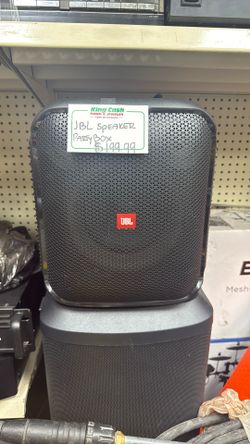 King Cash
JBL SPEAKER
PARTYBOX
$199.99
JBL
Mesh